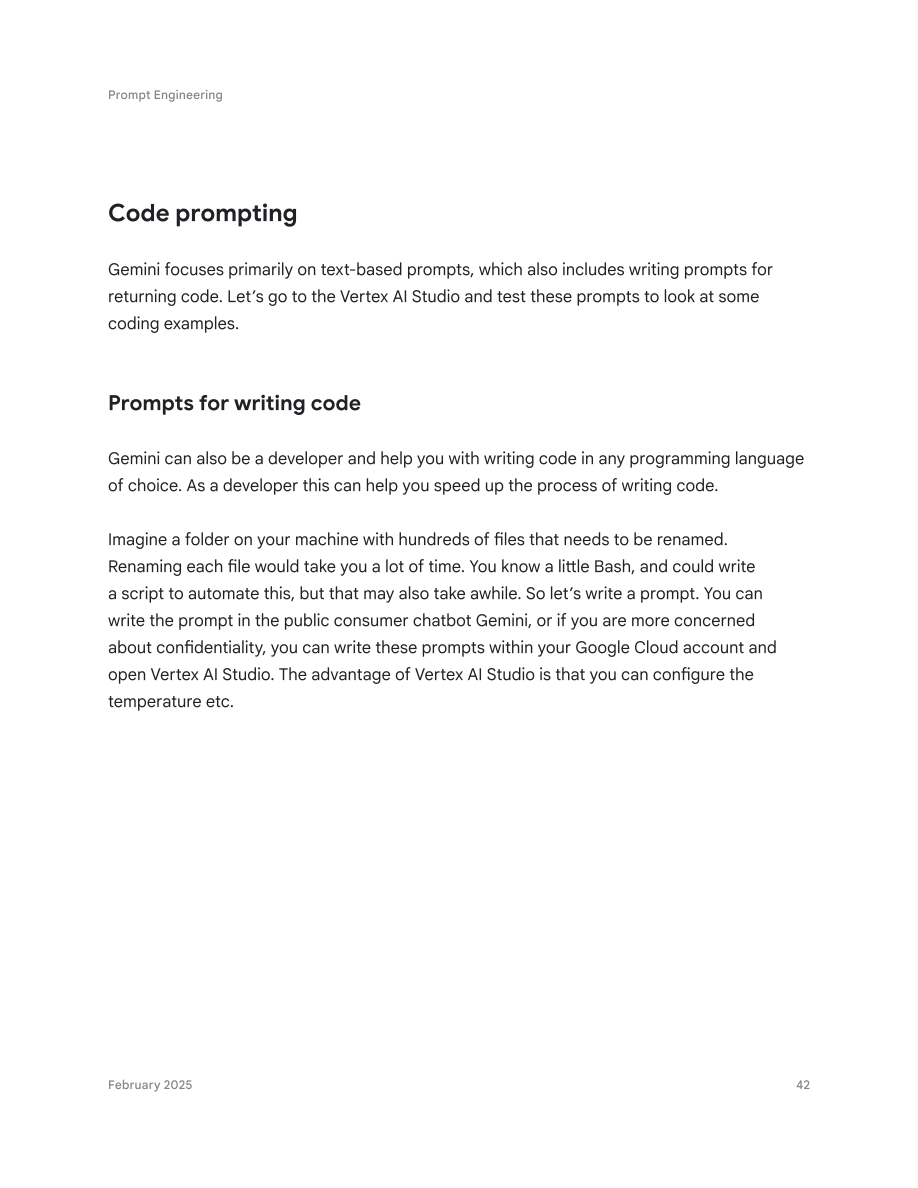 Prompt Engineering
Code prompting
Gemini focuses primarily on text-based prompts, which also includes writing prompts for
returning code. Let’s go to the Vertex AI Studio and test these prompts to look at some
coding examples.
Prompts for writing code
Gemini can also be a developer and help you with writing code in any programming language
of choice. As a developer this can help you speed up the process of writing code.
Imagine a folder on your machine with hundreds of files that needs to be renamed.
Renaming each file would take you a lot of time. You know a little Bash, and could write
a script to automate this, but that may also take awhile. So let’s write a prompt. You can
write the prompt in the public consumer chatbot Gemini, or if you are more concerned
about confidentiality, you can write these prompts within your Google Cloud account and
open Vertex AI Studio. The advantage of Vertex AI Studio is that you can configure the
temperature etc.
February 2025 42